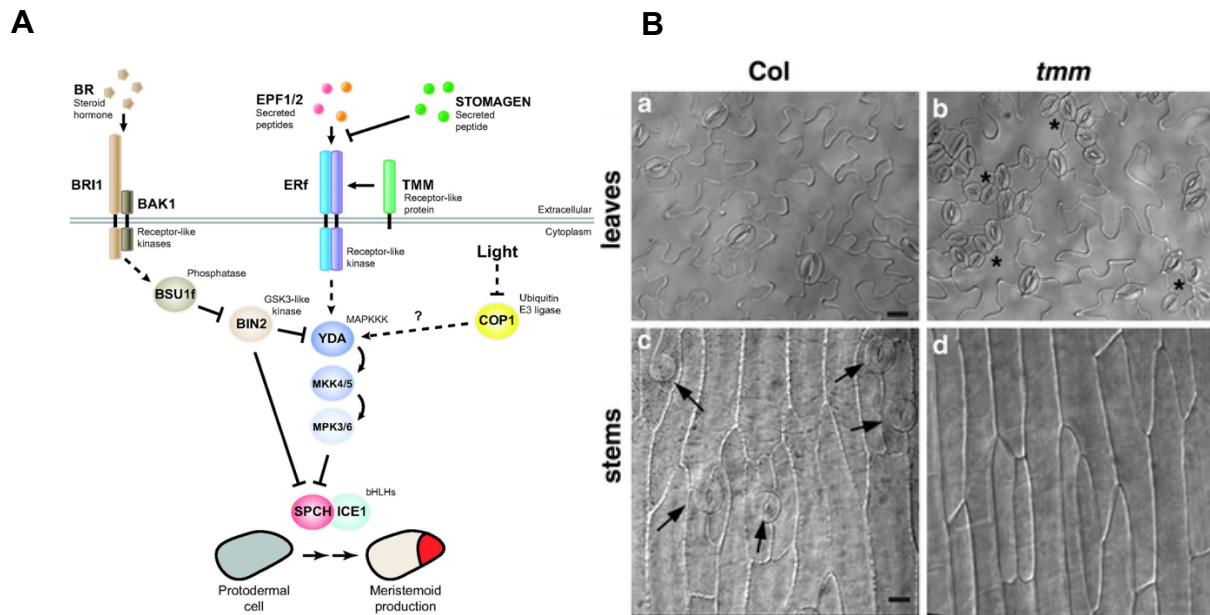 A
BR
Steroid
hormone
EPF1/2
Secreted
peptides
STOMAGEN
Secreted
peptide
BRI1
BAK1
ERf
TMM
Receptor-like
protein
Extracellular
Cytoplasm
Receptor-like
kinases
Receptor-like
kinase
Light
Phosphatase
BSU1f
GSK3-like
kinase
BIN2
MAPKKK
YDA
?
COP1
Ubiquitin
E3 ligase
MKK4/5
MPK3/6
bHLHs
SPCH
ICE1
Protodermal
cell
Meristemoid
production
B
Col
tmm
leaves
a
b
*
*
*
*
stems
c
d